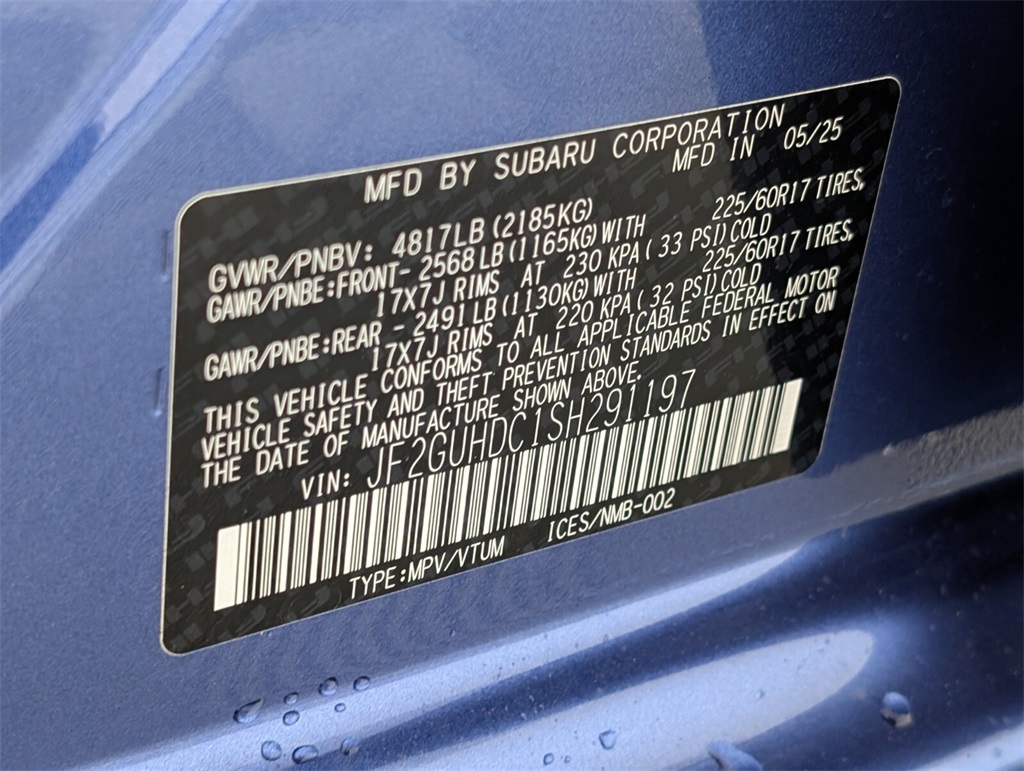 MFD BY SUBARU CORPORATION
MFD IN 05/25
GVWR/PNBV: 4817LB (2185KG)
GAWR/PNBE:FRONT- 2568 LB (1165KG) WITH 225/60R17 TIRES,
17X7J RIMS AT 230 KPA ( 33 PSI) COLD
GAWR/PNBE:REAR - 2491 LB (1130KG) WITH 225/60R17 TIRES,
17X7J RIMS AT 220 KPA ( 32 PSI) COLD
THIS VEHICLE CONFORMS TO ALL APPLICABLE FEDERAL MOTOR
VEHICLE SAFETY AND THEFT PREVENTION STANDARDS IN EFFECT ON
THE DATE OF MANUFACTURE SHOWN ABOVE.
VIN: JF2GUHDC1SH291197
TYPE:MPV/VTUM ICES/NMB-002